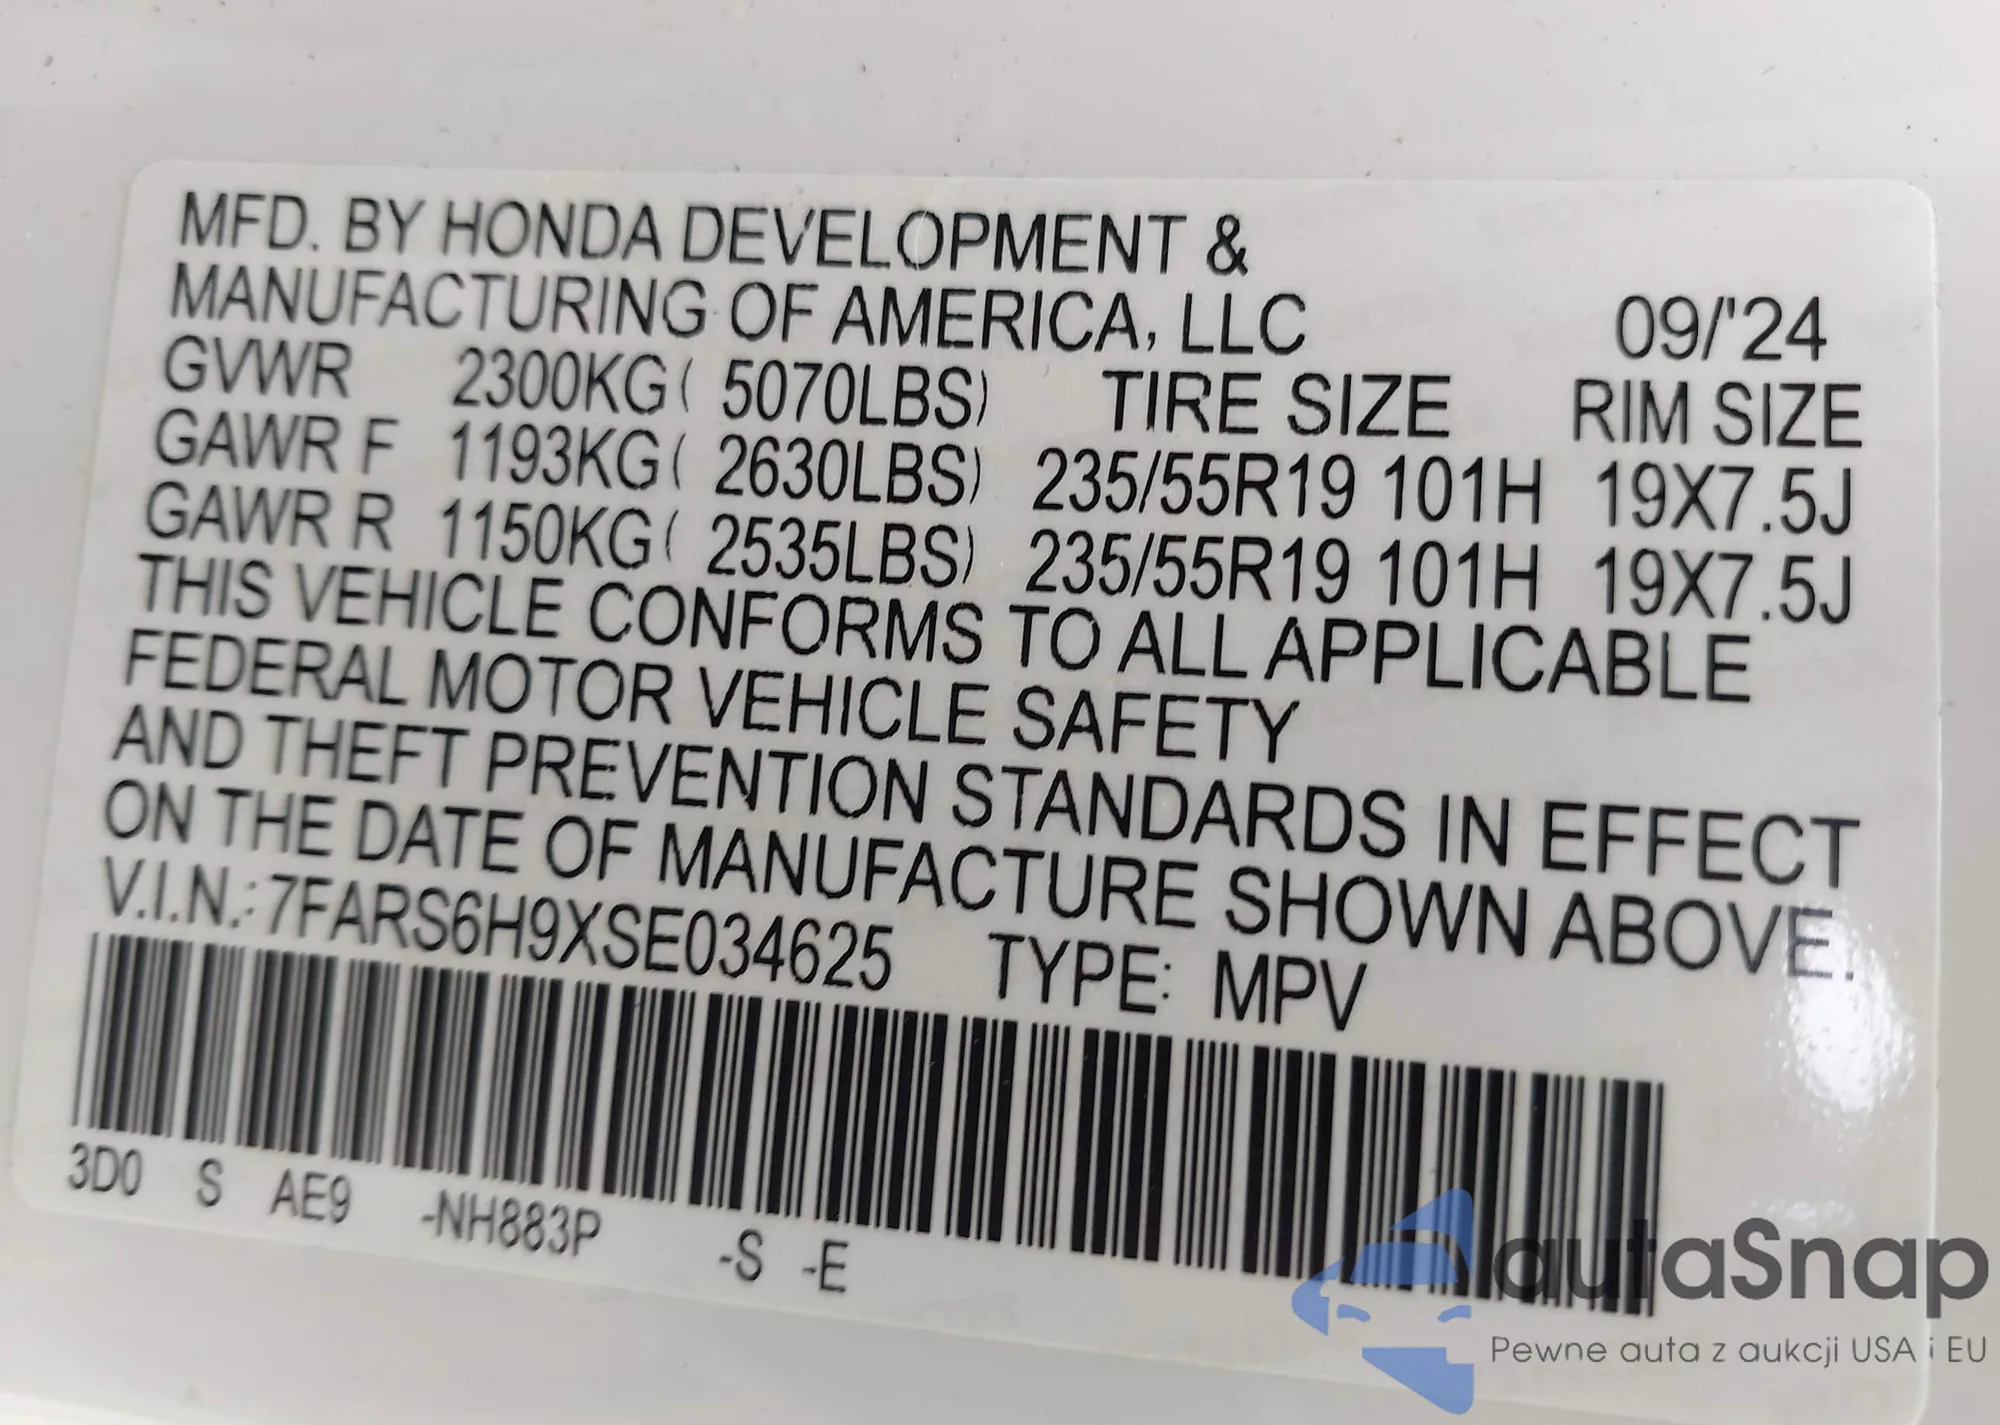 MFD. BY HONDA DEVELOPMENT &
MANUFACTURING OF AMERICA, LLC 09/'24
GVWR 2300KG( 5070LBS) TIRE SIZE RIM SIZE
GAWR F 1193KG( 2630LBS) 235/55R19 101H 19X7.5J
GAWR R 1150KG( 2535LBS) 235/55R19 101H 19X7.5J
THIS VEHICLE CONFORMS TO ALL APPLICABLE
FEDERAL MOTOR VEHICLE SAFETY
AND THEFT PREVENTION STANDARDS IN EFFECT
ON THE DATE OF MANUFACTURE SHOWN ABOVE.
V.I.N.: 7FARS6H9XSE034625 TYPE: MPV
3D0 S AE9 -NH883P -S -E
autaSnap
Pewne auta z aukcji USA i EU